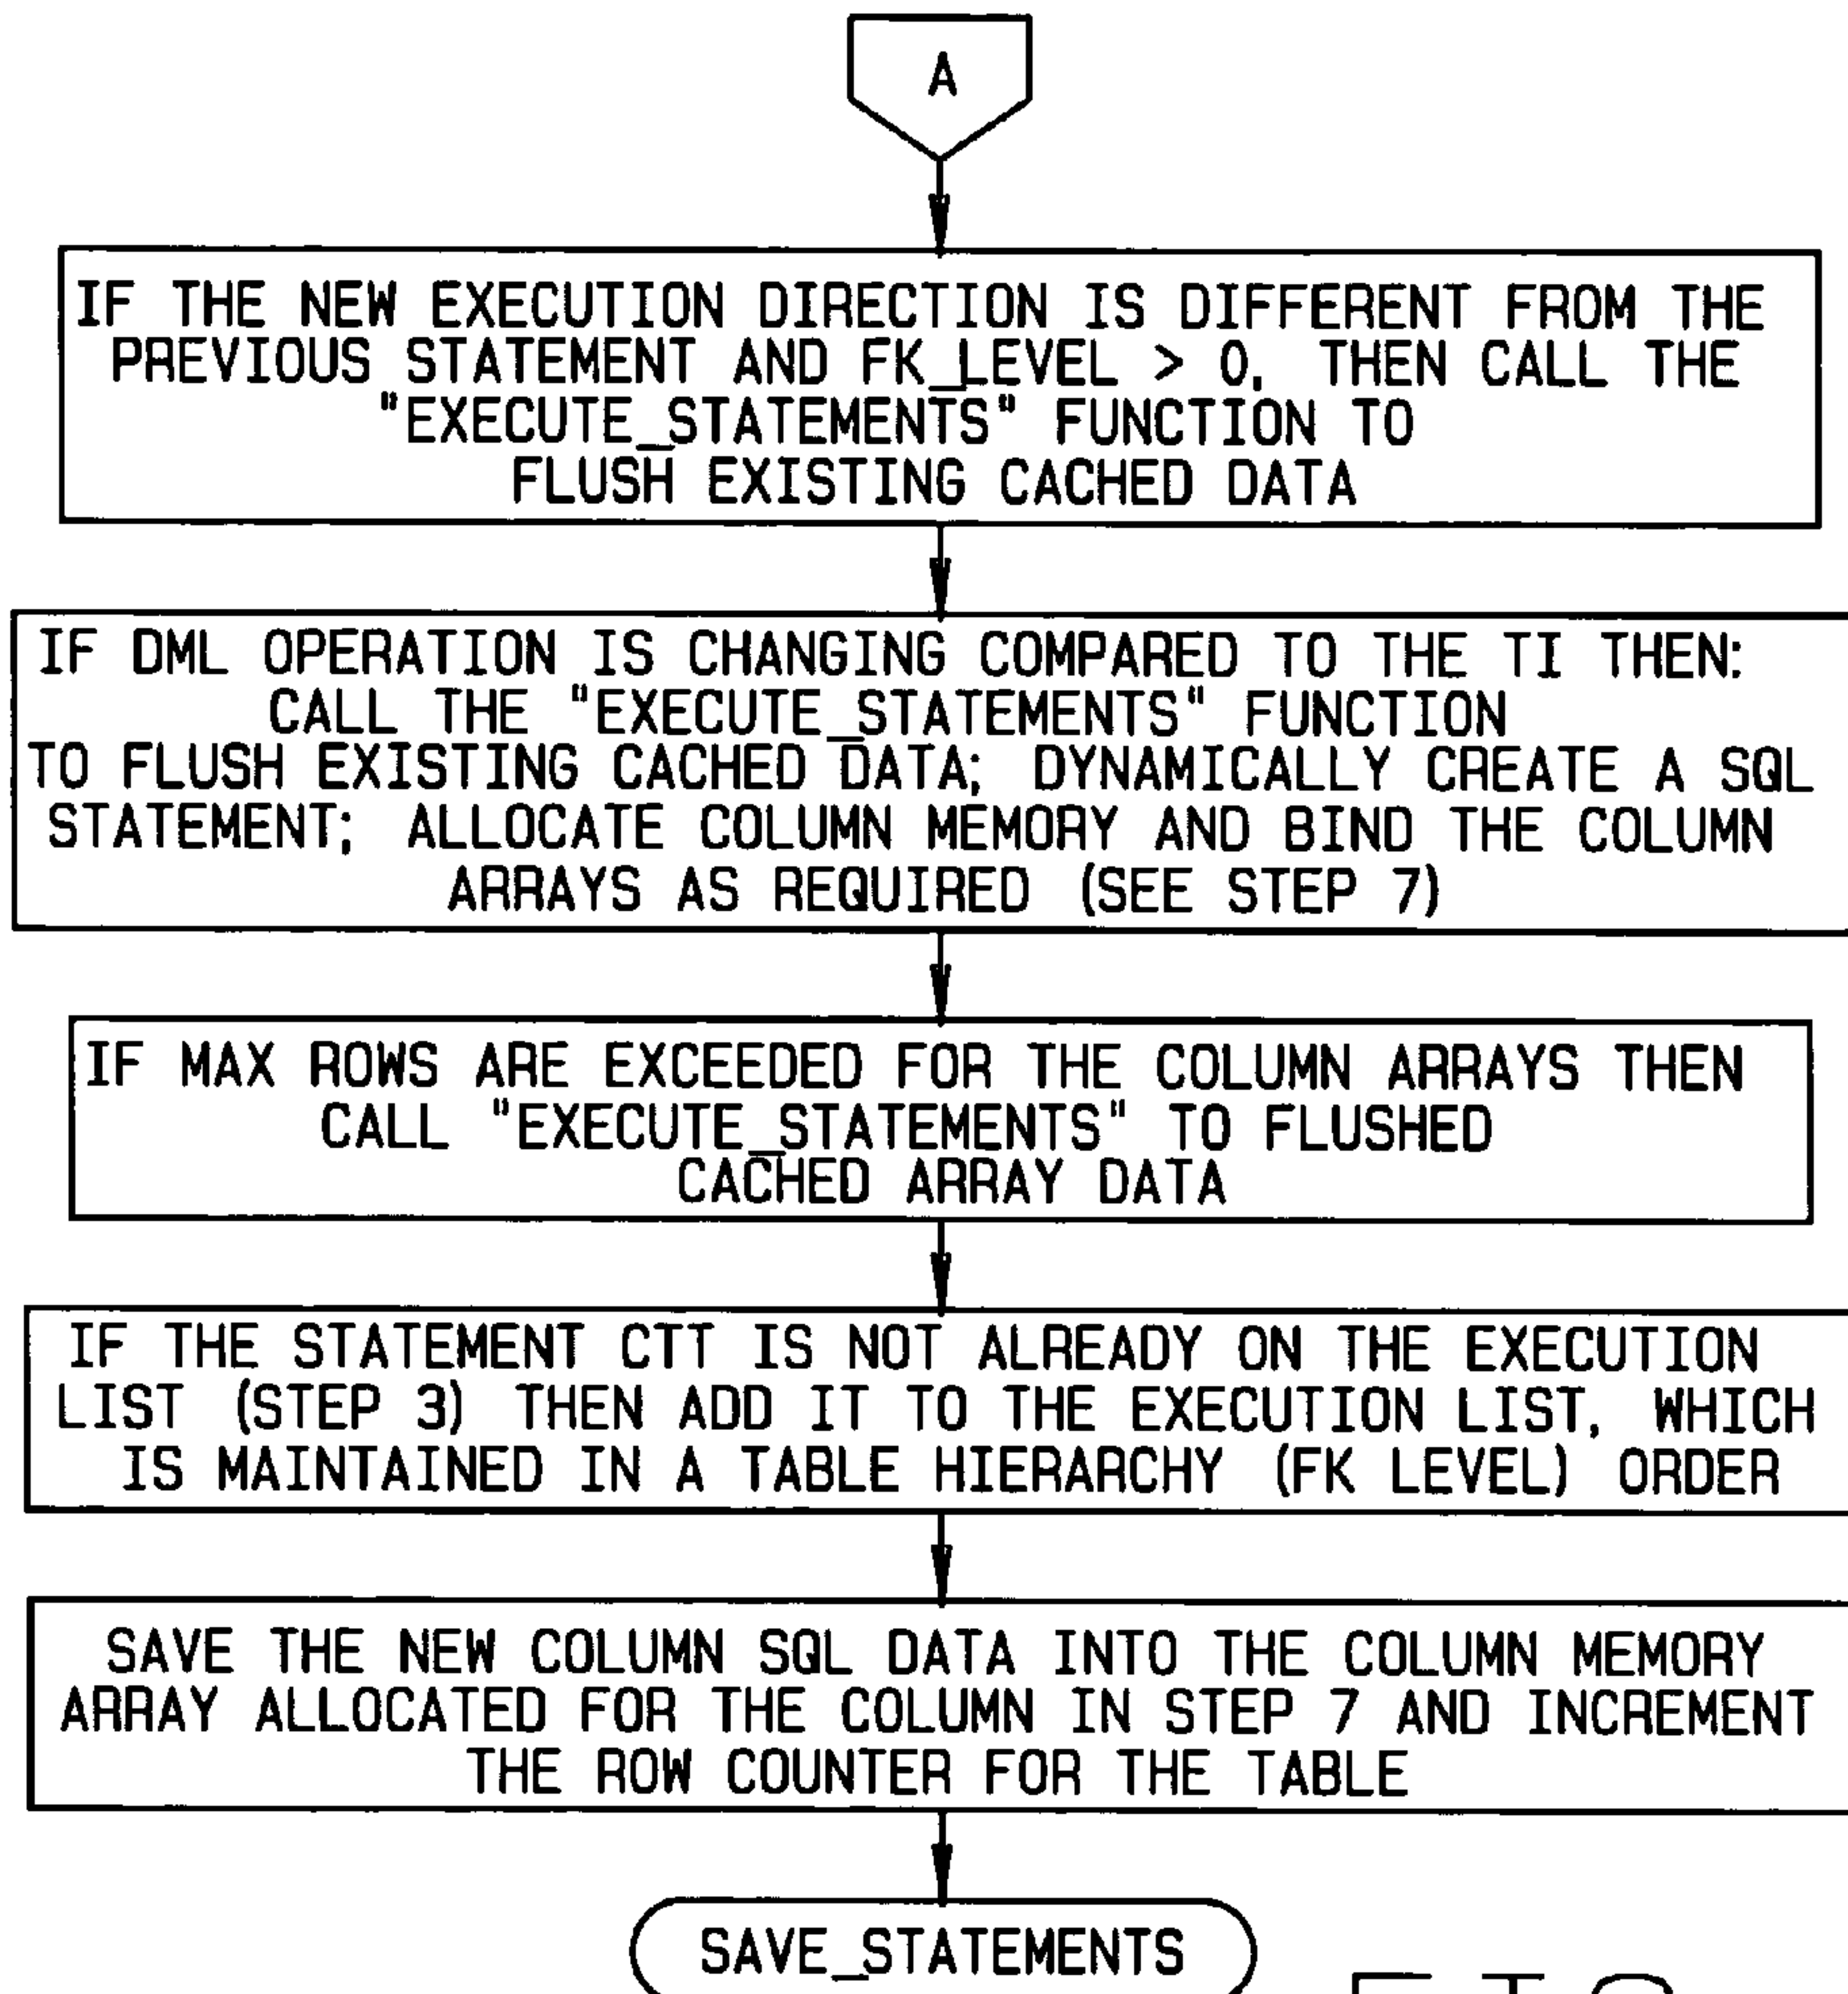 A
IF THE NEW EXECUTION DIRECTION IS DIFFERENT FROM THE
PREVIOUS STATEMENT AND FK_LEVEL > 0, THEN CALL THE
"EXECUTE_STATEMENTS" FUNCTION TO
FLUSH EXISTING CACHED DATA
IF DML OPERATION IS CHANGING COMPARED TO THE TI THEN:
CALL THE "EXECUTE_STATEMENTS" FUNCTION
TO FLUSH EXISTING CACHED DATA; DYNAMICALLY CREATE A SQL
STATEMENT; ALLOCATE COLUMN MEMORY AND BIND THE COLUMN
ARRAYS AS REQUIRED (SEE STEP 7)
IF MAX ROWS ARE EXCEEDED FOR THE COLUMN ARRAYS THEN
CALL "EXECUTE_STATEMENTS" TO FLUSHED
CACHED ARRAY DATA
IF THE STATEMENT CTT IS NOT ALREADY ON THE EXECUTION
LIST (STEP 3) THEN ADD IT TO THE EXECUTION LIST, WHICH
IS MAINTAINED IN A TABLE HIERARCHY (FK LEVEL) ORDER
SAVE THE NEW COLUMN SQL DATA INTO THE COLUMN MEMORY
ARRAY ALLOCATED FOR THE COLUMN IN STEP 7 AND INCREMENT
THE ROW COUNTER FOR THE TABLE
SAVE_STATEMENTS